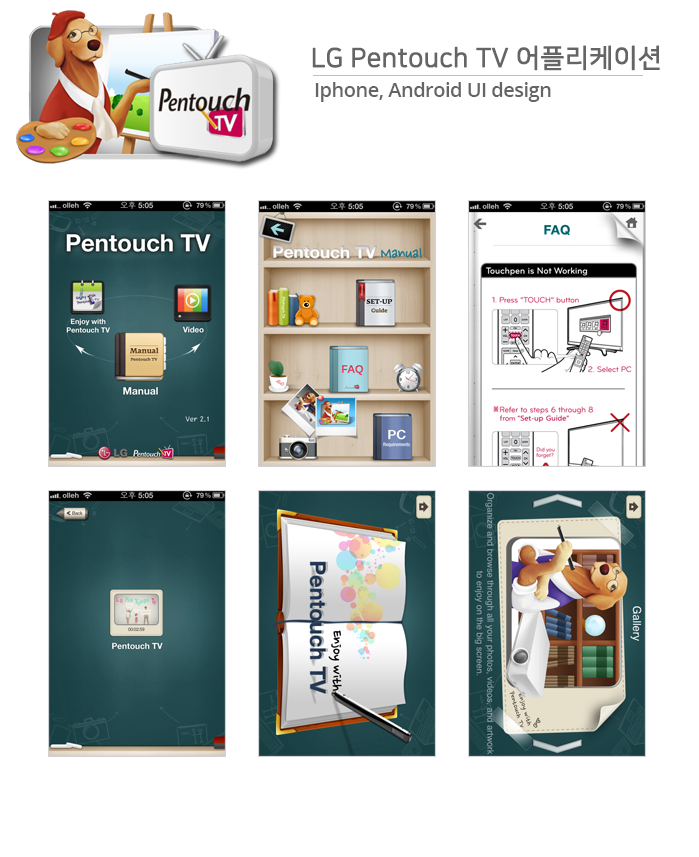 LG Pentouch TV 어플리케이션
Iphone, Android UI design
Pentouch
TV
olleh 오후 5:05 79%
Pentouch TV
Enjoy with
Pentouch TV
Video
Manual
Pentouch TV
Manual
Ver 2.1
LG Pentouch TV
olleh 오후 5:05 79%
Pentouch TV Manual
SET-UP
Guide
FAQ
PC
Requirements
olleh 오후 5:05 79%
FAQ
Touchpen is Not Working
1. Press "TOUCH" button
2. Select PC
※Refer to steps 6 through 8
from "Set-up Guide"
Did you
forget?
olleh 오후 5:05 79%
Back
00:02:59
Pentouch TV
Enjoy with
Pentouch TV
Gallery
Enjoy with
Pentouch TV
Organize and browse through all your photos, videos, and artwork
to enjoy on the big screen.